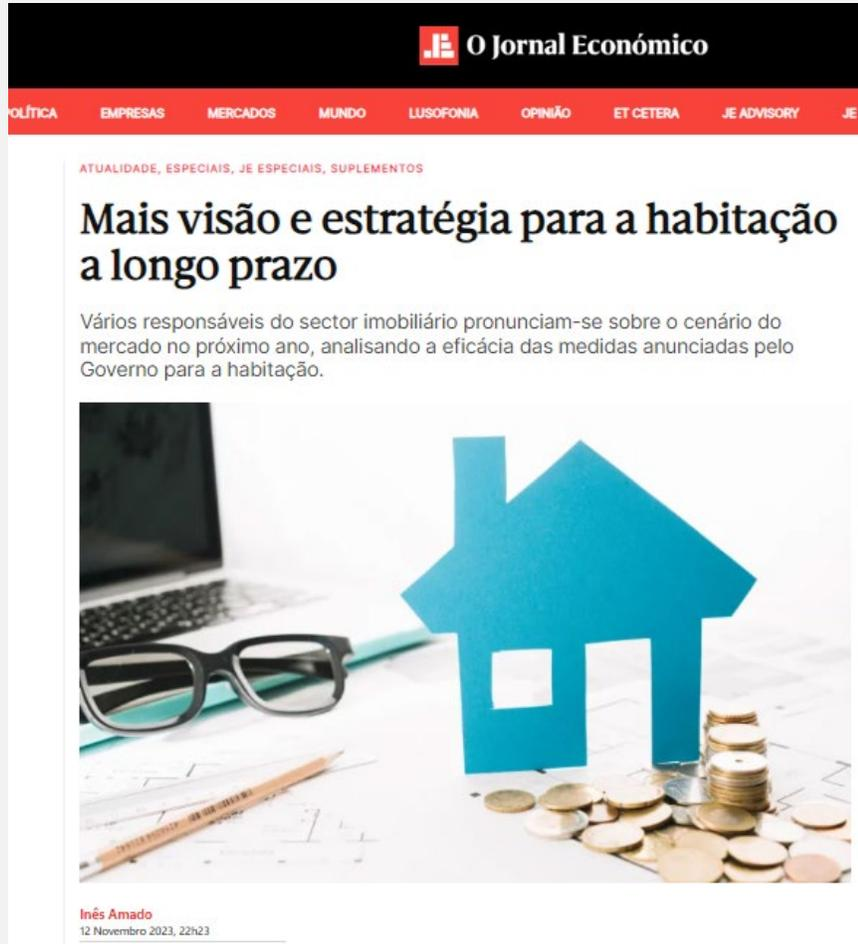 O Jornal Económico
POLÍTICA EMPRESAS MERCADOS MUNDO LUSOFONIA OPINIÃO ET CETERA JE ADVISORY JE
ATUALIDADE, ESPECIAIS, JE ESPECIAIS, SUPLEMENTOS
Mais visão e estratégia para a habitação
a longo prazo
Vários responsáveis do sector imobiliário pronunciam-se sobre o cenário do
mercado no próximo ano, analisando a eficácia das medidas anunciadas pelo
Governo para a habitação.
Inês Amado
12 Novembro 2023, 22h23